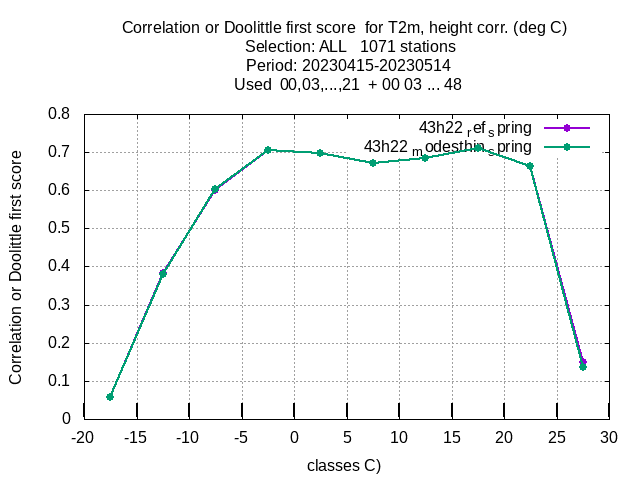 Correlation or Doolittle first score  for T2m, height corr. (deg C)
Selection: ALL   1071 stations
Period: 20230415-20230514
Used  00,03,...,21  + 00 03 ... 48
43h22 ref spring
43h22 modesthip spring
0.8
0.7
0.6
0.5
0.4
0.3
0.2
0.1
0
Correlation or Doolittle first score
-20 -15 -10 -5 0 5 10 15 20 25 30
classes C)